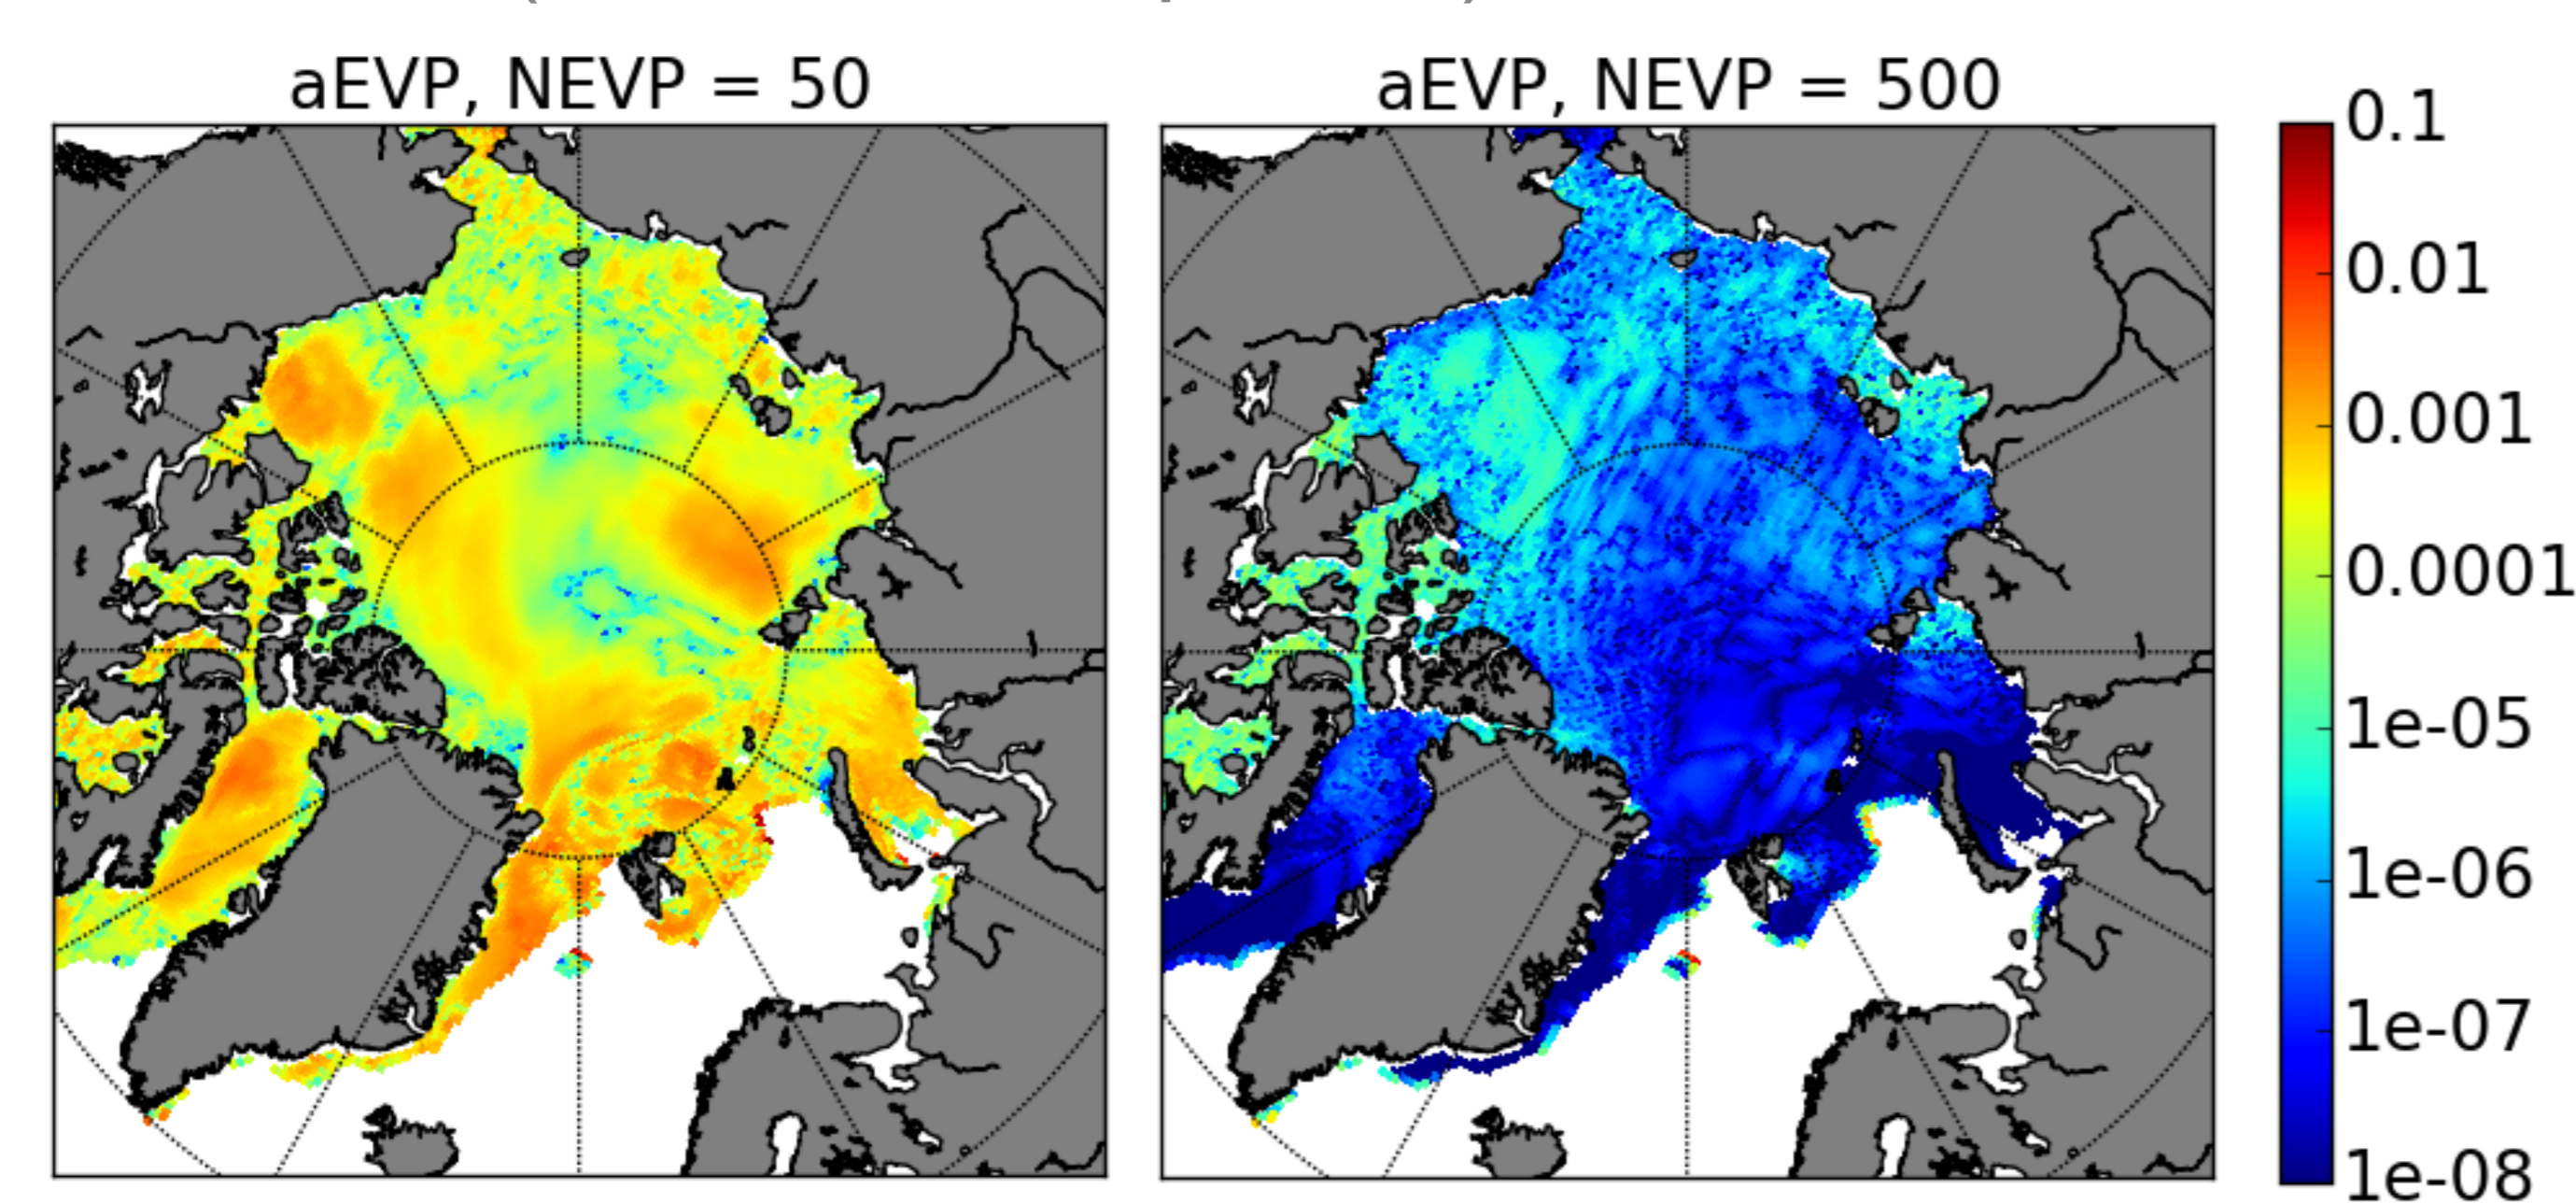 aEVP, NEVP = 50
aEVP, NEVP = 500
0.1
0.01
0.001
0.0001
1e-05
1e-06
1e-07
1e-08